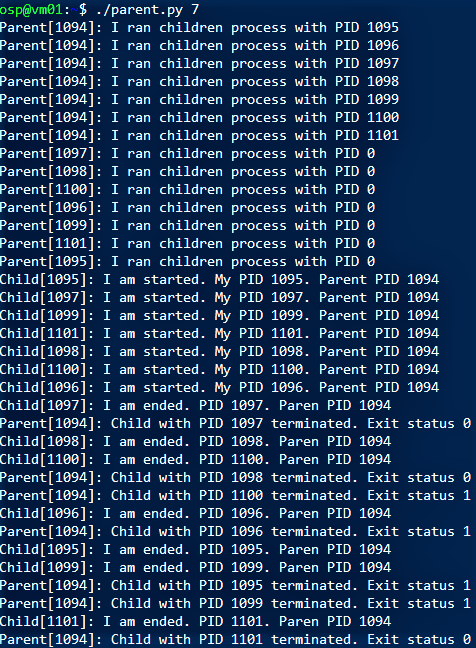 osp@vm01:~$ ./parent.py 7
Parent[1094]: I ran children process with PID 1095
Parent[1094]: I ran children process with PID 1096
Parent[1094]: I ran children process with PID 1097
Parent[1094]: I ran children process with PID 1098
Parent[1094]: I ran children process with PID 1099
Parent[1094]: I ran children process with PID 1100
Parent[1094]: I ran children process with PID 1101
Parent[1097]: I ran children process with PID 0
Parent[1098]: I ran children process with PID 0
Parent[1100]: I ran children process with PID 0
Parent[1096]: I ran children process with PID 0
Parent[1099]: I ran children process with PID 0
Parent[1101]: I ran children process with PID 0
Parent[1095]: I ran children process with PID 0
Child[1095]: I am started. My PID 1095. Parent PID 1094
Child[1097]: I am started. My PID 1097. Parent PID 1094
Child[1099]: I am started. My PID 1099. Parent PID 1094
Child[1101]: I am started. My PID 1101. Parent PID 1094
Child[1098]: I am started. My PID 1098. Parent PID 1094
Child[1100]: I am started. My PID 1100. Parent PID 1094
Child[1096]: I am started. My PID 1096. Parent PID 1094
Child[1097]: I am ended. PID 1097. Paren PID 1094
Parent[1094]: Child with PID 1097 terminated. Exit status 0
Child[1098]: I am ended. PID 1098. Paren PID 1094
Child[1100]: I am ended. PID 1100. Paren PID 1094
Parent[1094]: Child with PID 1098 terminated. Exit status 0
Parent[1094]: Child with PID 1100 terminated. Exit status 1
Child[1096]: I am ended. PID 1096. Paren PID 1094
Parent[1094]: Child with PID 1096 terminated. Exit status 1
Child[1095]: I am ended. PID 1095. Paren PID 1094
Child[1099]: I am ended. PID 1099. Paren PID 1094
Parent[1094]: Child with PID 1095 terminated. Exit status 1
Parent[1094]: Child with PID 1099 terminated. Exit status 1
Child[1101]: I am ended. PID 1101. Paren PID 1094
Parent[1094]: Child with PID 1101 terminated. Exit status 0